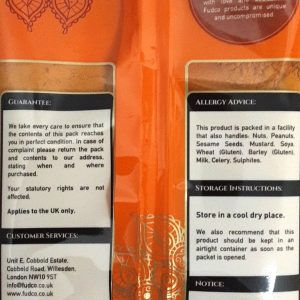 with love and
Fudco products are unique
and uncompromised
GUARANTEE:
We take every care to ensure that
the contents of this pack reaches
you in perfect condition. In case of
complaint please return the pack
and contents to our address,
stating when and where
purchased.
Your statutory rights are not
affected.
Applies to the UK only.
CUSTOMER SERVICES:
Unit E, Cobbold Estate,
Cobbold Road, Willesden,
London NW10 9ST
info@fudco.co.uk
www.fudco.co.uk
ALLERGY ADVICE:
This product is packed in a facility
that also handles: Nuts, Peanuts,
Sesame Seeds, Mustard, Soya
Wheat (Gluten), Barley (Gluten)
Milk, Celery, Sulphites.
STORAGE INSTRUCTIONS:
Store in a cool dry place.
We also recommend that this
product should be kept in an
airtight container as soon as the
packet is opened.
NOTICE: